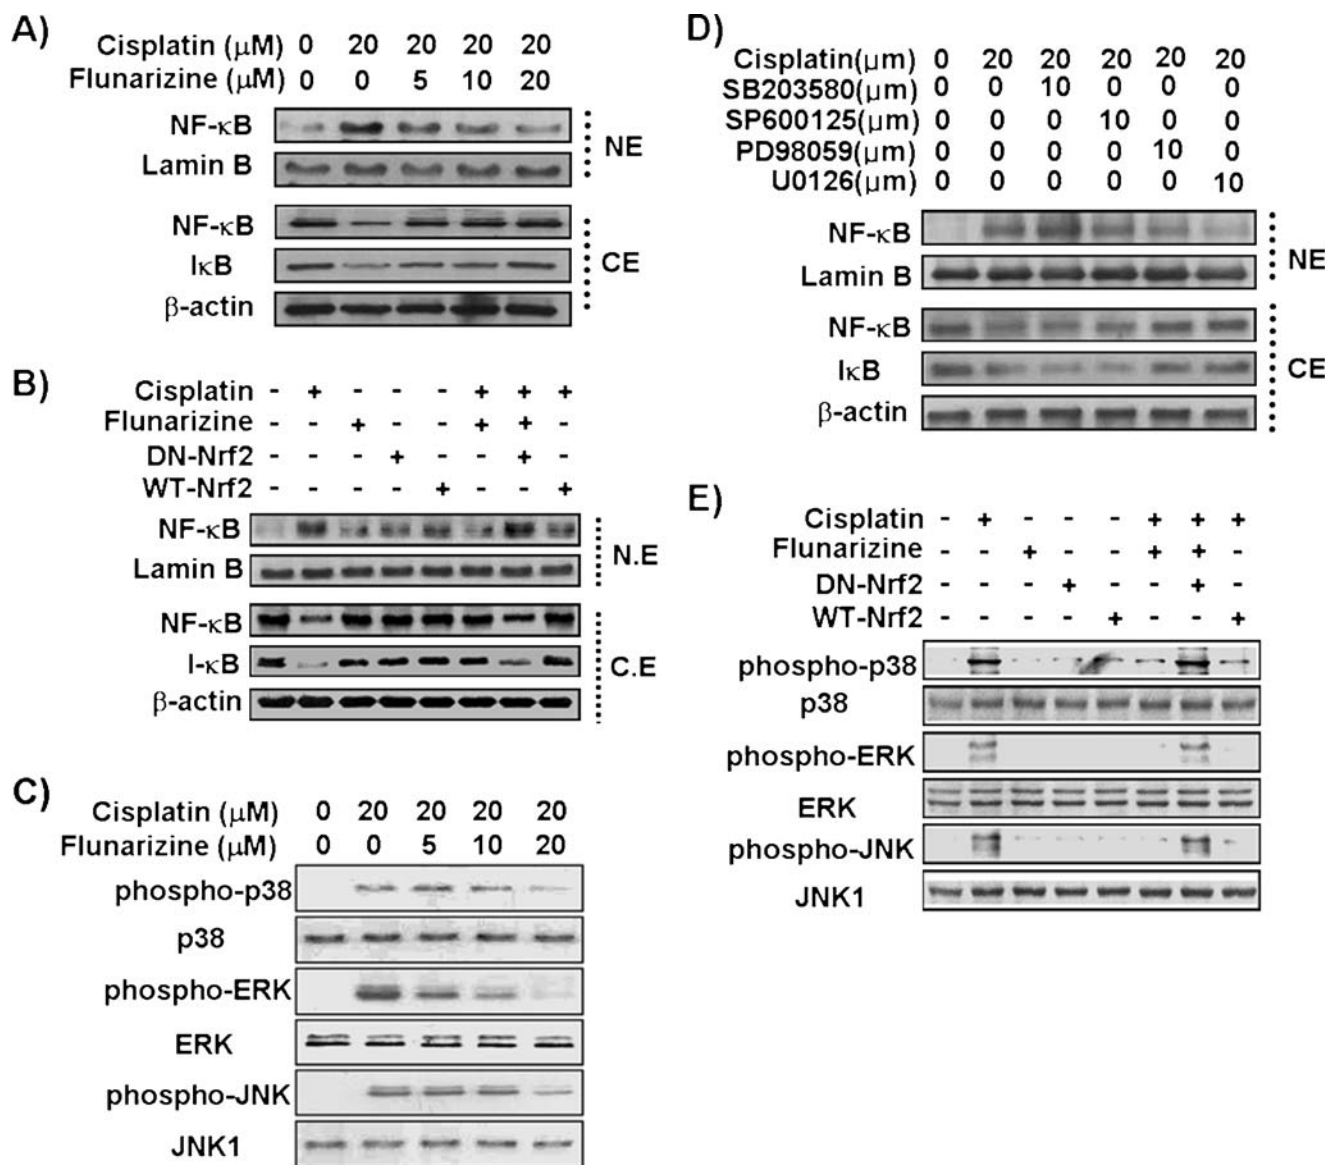 A)
Cisplatin (μM) 0 20 20 20 20
Flunarizine (μM) 0 0 5 10 20
NF-κB
Lamin B
NE
NF-κB
IκB
β-actin
CE
B)
Cisplatin - + - - - + + +
Flunarizine - - + - - + + -
DN-Nrf2 - - - + - - + -
WT-Nrf2 - - - - + - - +
NF-κB
Lamin B
N.E
NF-κB
I-κB
β-actin
C.E
C)
Cisplatin (μM) 0 20 20 20 20
Flunarizine (μM) 0 0 5 10 20
phospho-p38
p38
phospho-ERK
ERK
phospho-JNK
JNK1
D)
Cisplatin(μm) 0 20 20 20 20 20
SB203580(μm) 0 0 10 0 0 0
SP600125(μm) 0 0 0 10 0 0
PD98059(μm) 0 0 0 0 10 0
U0126(μm) 0 0 0 0 0 10
NF-κB
Lamin B
NE
NF-κB
IκB
β-actin
CE
E)
Cisplatin - + - - - + + +
Flunarizine - - + - - + + -
DN-Nrf2 - - - + - - + -
WT-Nrf2 - - - - + - - +
phospho-p38
p38
phospho-ERK
ERK
phospho-JNK
JNK1